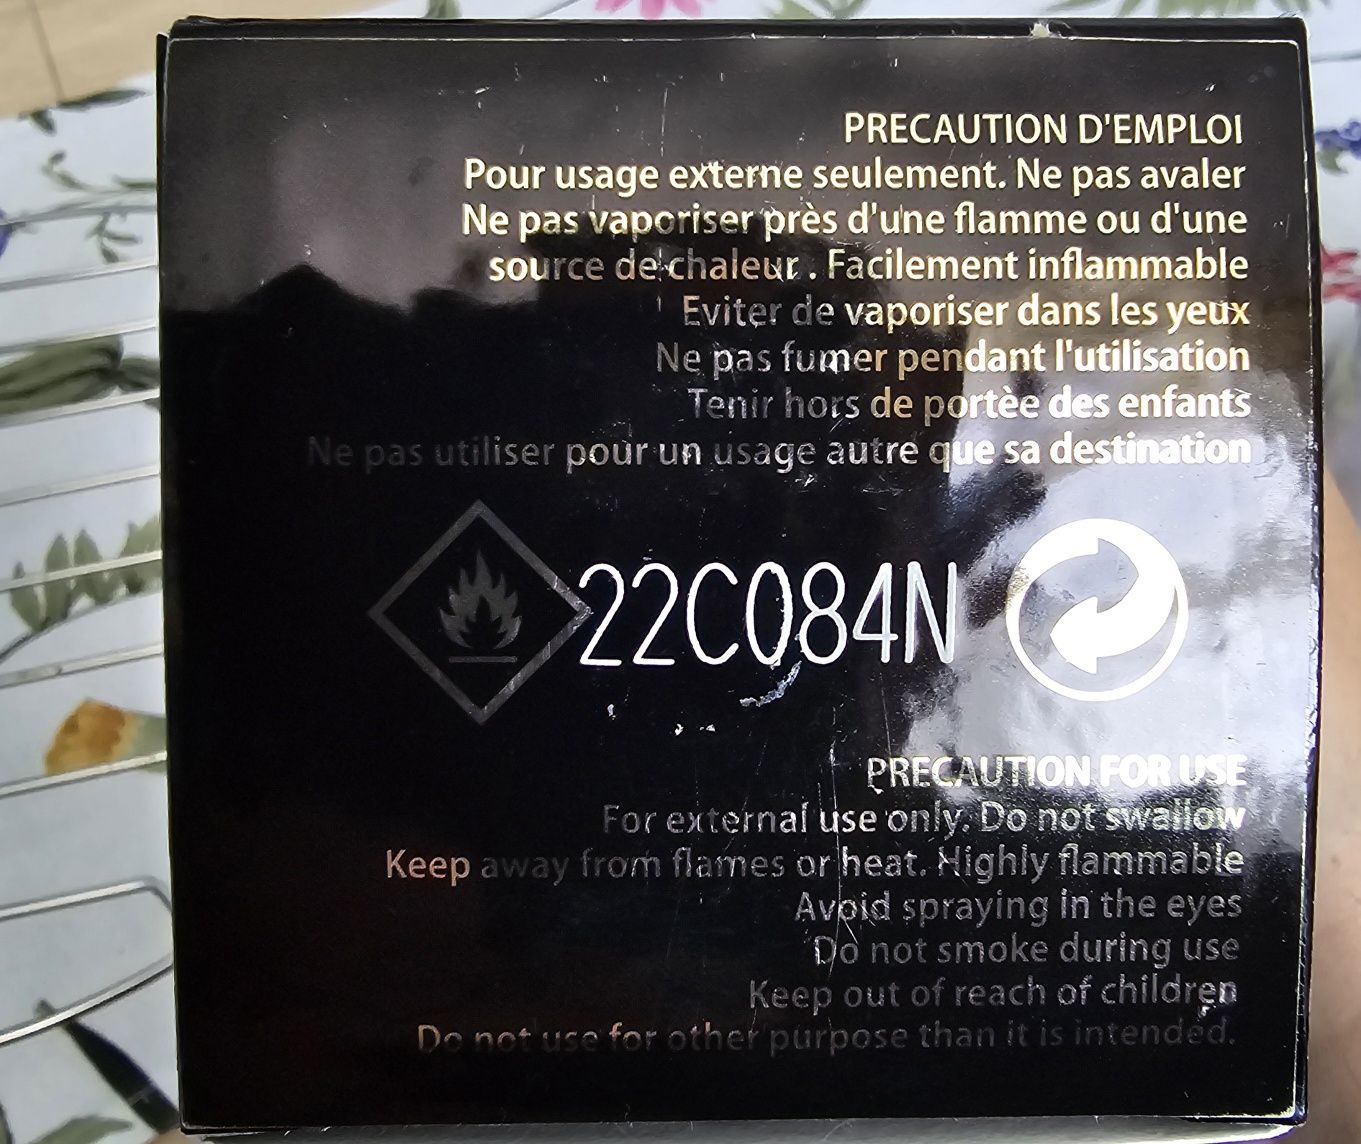 PRECAUTION D'EMPLOI
Pour usage externe seulement. Ne pas avaler
Ne pas vaporiser près d'une flamme ou d'une
source de chaleur . Facilement inflammable
Eviter de vaporiser dans les yeux
Ne pas fumer pendant l'utilisation
Tenir hors de portèe des enfants
Ne pas utiliser pour un usage autre que sa destination
22C084N
PRECAUTION FOR USE
For external use only. Do not swallow
Keep away from flames or heat. Highly flammable
Avoid spraying in the eyes
Do not smoke during use
Keep out of reach of children
Do not use for other purpose than it is intended.